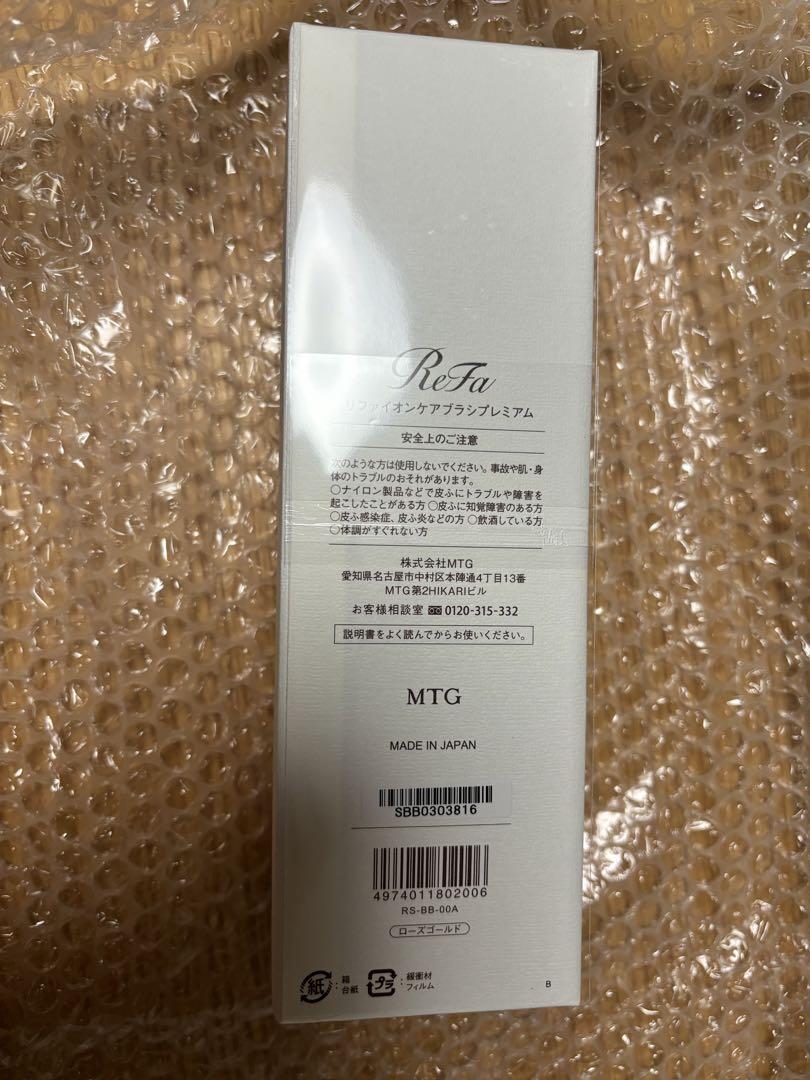 ReFa
リファイオンケアブラシプレミアム
安全上のご注意
次のような方は使用しないでください。事故や肌・身
体のトラブルのおそれがあります。
○ナイロン製品などで皮ふにトラブルや障害を
起こしたことがある方 ○皮ふに知覚障害のある方
○皮ふ感染症、皮ふ炎などの方 ○飲酒している方
○体調がすぐれない方
株式会社MTG
愛知県名古屋市中村区本陣通4丁目13番
MTG第2HIKARIビル
お客様相談室 0120-315-332
説明書をよく読んでからお使いください。
MTG
MADE IN JAPAN
SBB0303816
4974011802006
RS-BB-00A
ローズゴールド
紙 : 箱 台紙 プラ : 緩衝材 フィルム
B